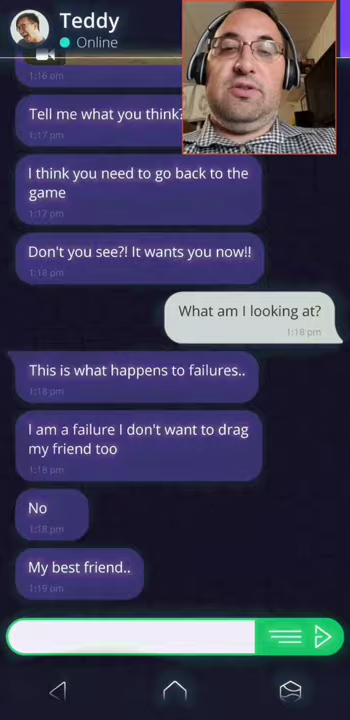 Teddy
Online
1:16 pm
Tell me what you think?
1:17 pm
I think you need to go back to the
game
1:17 pm
Don't you see?! It wants you now!!
1:18 pm
What am I looking at?
1:18 pm
This is what happens to failures..
1:18 pm
I am a failure I don't want to drag
my friend too
1:18 pm
No
1:18 pm
My best friend..
1:19 pm